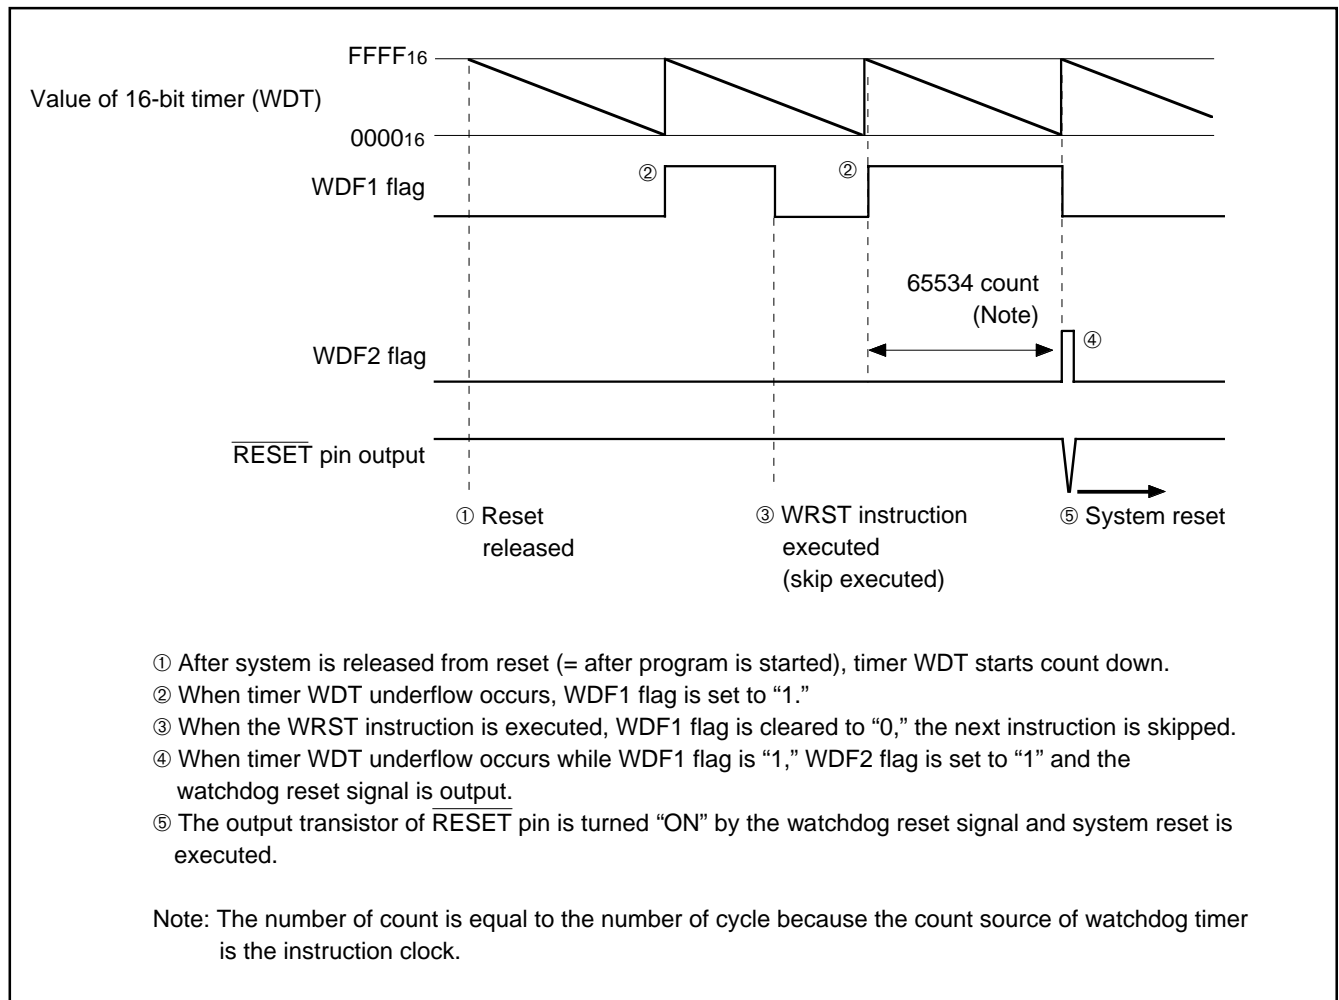 FFFF16
Value of 16-bit timer (WDT)
000016
WDF1 flag
②
②
65534 count
(Note)
WDF2 flag
④
RESET pin output
① Reset
released
③ WRST instruction
executed
(skip executed)
⑤ System reset
① After system is released from reset (= after program is started), timer WDT starts count down.
② When timer WDT underflow occurs, WDF1 flag is set to “1.”
③ When the WRST instruction is executed, WDF1 flag is cleared to “0,” the next instruction is skipped.
④ When timer WDT underflow occurs while WDF1 flag is “1,” WDF2 flag is set to “1” and the
watchdog reset signal is output.
⑤ The output transistor of RESET pin is turned “ON” by the watchdog reset signal and system reset is
executed.
Note: The number of count is equal to the number of cycle because the count source of watchdog timer
is the instruction clock.